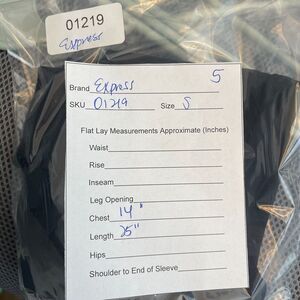 01219
Express
5
Brand Express
SKU 01219 Size S
Flat Lay Measurements Approximate (Inches)
Waist
Rise
Inseam
Leg Opening
Chest 14"
Length 25"
Hips
Shoulder to End of Sleeve